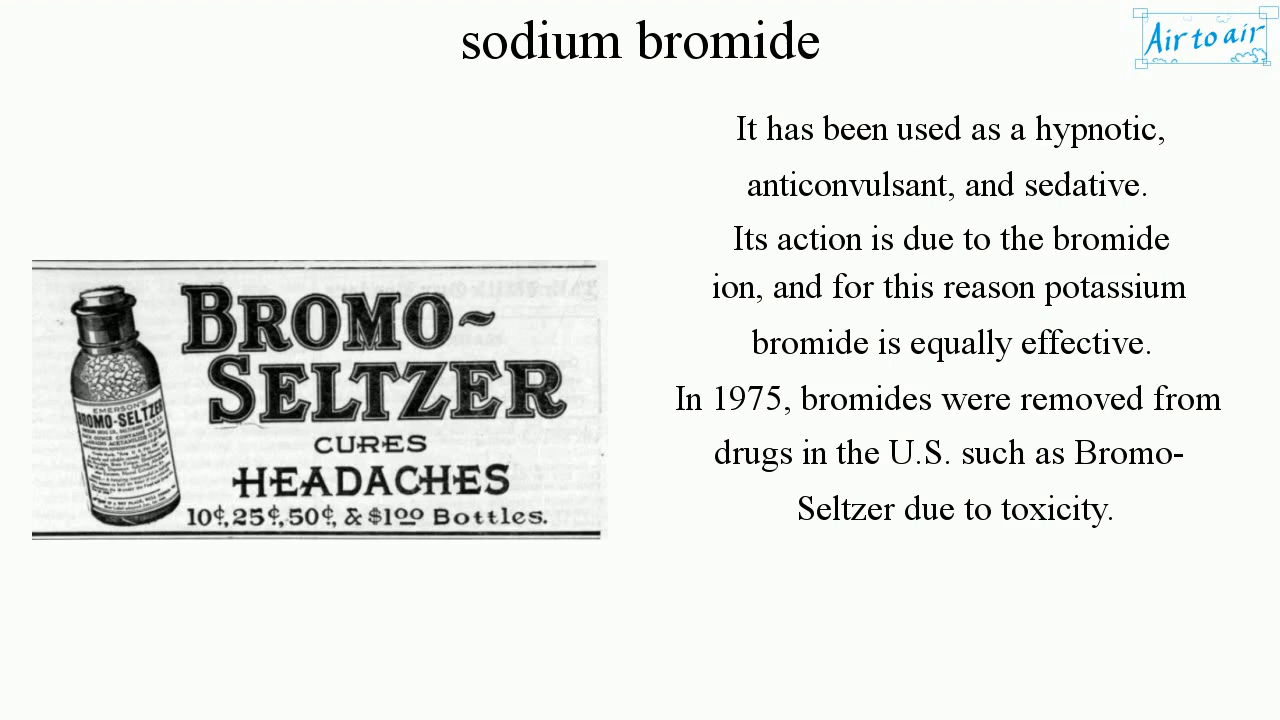 sodium bromide
Air to air
It has been used as a hypnotic,
anticonvulsant, and sedative.
Its action is due to the bromide
ion, and for this reason potassium
bromide is equally effective.
In 1975, bromides were removed from
drugs in the U.S. such as Bromo-
Seltzer due to toxicity.
BROMO~
SELTZER
CURES
HEADACHES
10¢, 25¢, 50¢, & $1.00 Bottles.
EMERSON'S
BROMO-SELTZER